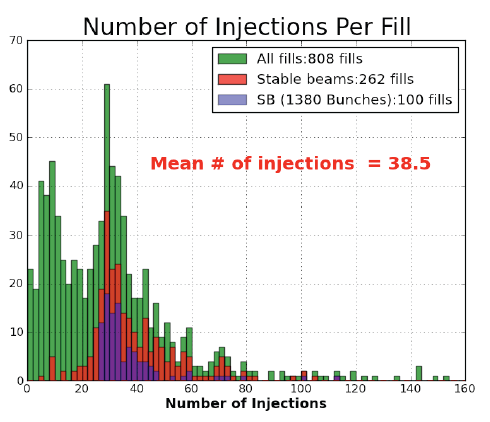 Number of Injections Per Fill
All fills:808 fills
Stable beams:262 fills
SB (1380 Bunches):100 fills
Mean # of injections = 38.5
70
60
50
40
30
20
10
0
0 20 40 60 80 100 120 140 160
Number of Injections